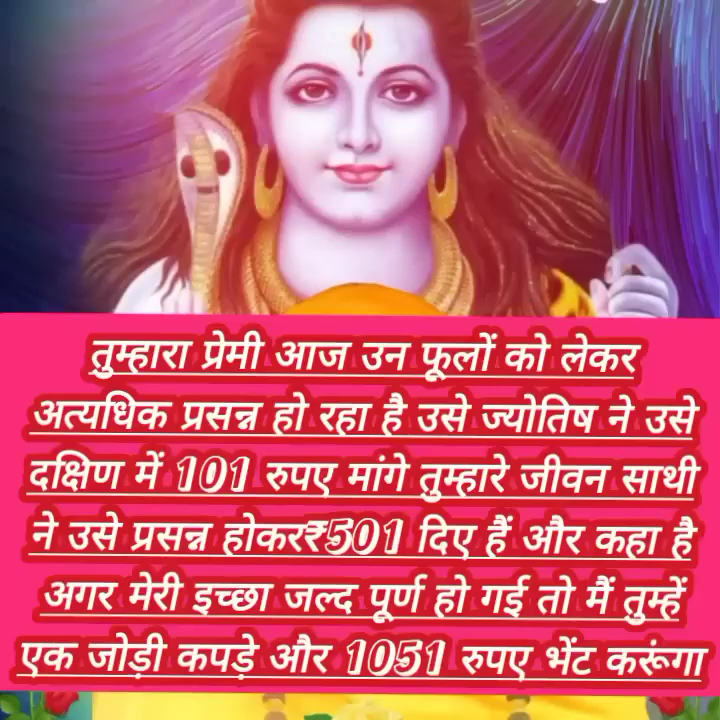 तुम्हारा प्रेमी आज उन फूलों को लेकर
अत्यधिक प्रसन्न हो रहा है उसे ज्योतिष ने उसे
दक्षिण में 101 रुपए मांगे तुम्हारे जीवन साथी
ने उसे प्रसन्न होकर₹501 दिए हैं और कहा है
अगर मेरी इच्छा जल्द पूर्ण हो गई तो मैं तुम्हें
एक जोड़ी कपड़े और 1051 रुपए भेंट करूंगा